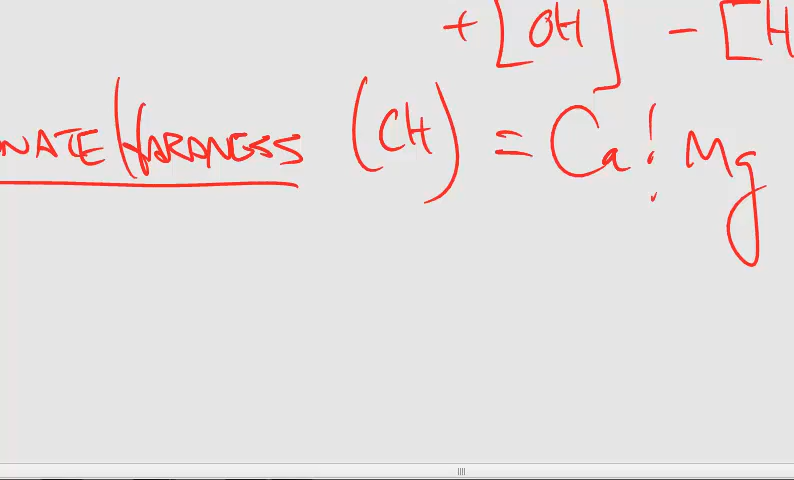 + [OH] - [H
NATE HARDNESS (CH) = Ca ! Mg